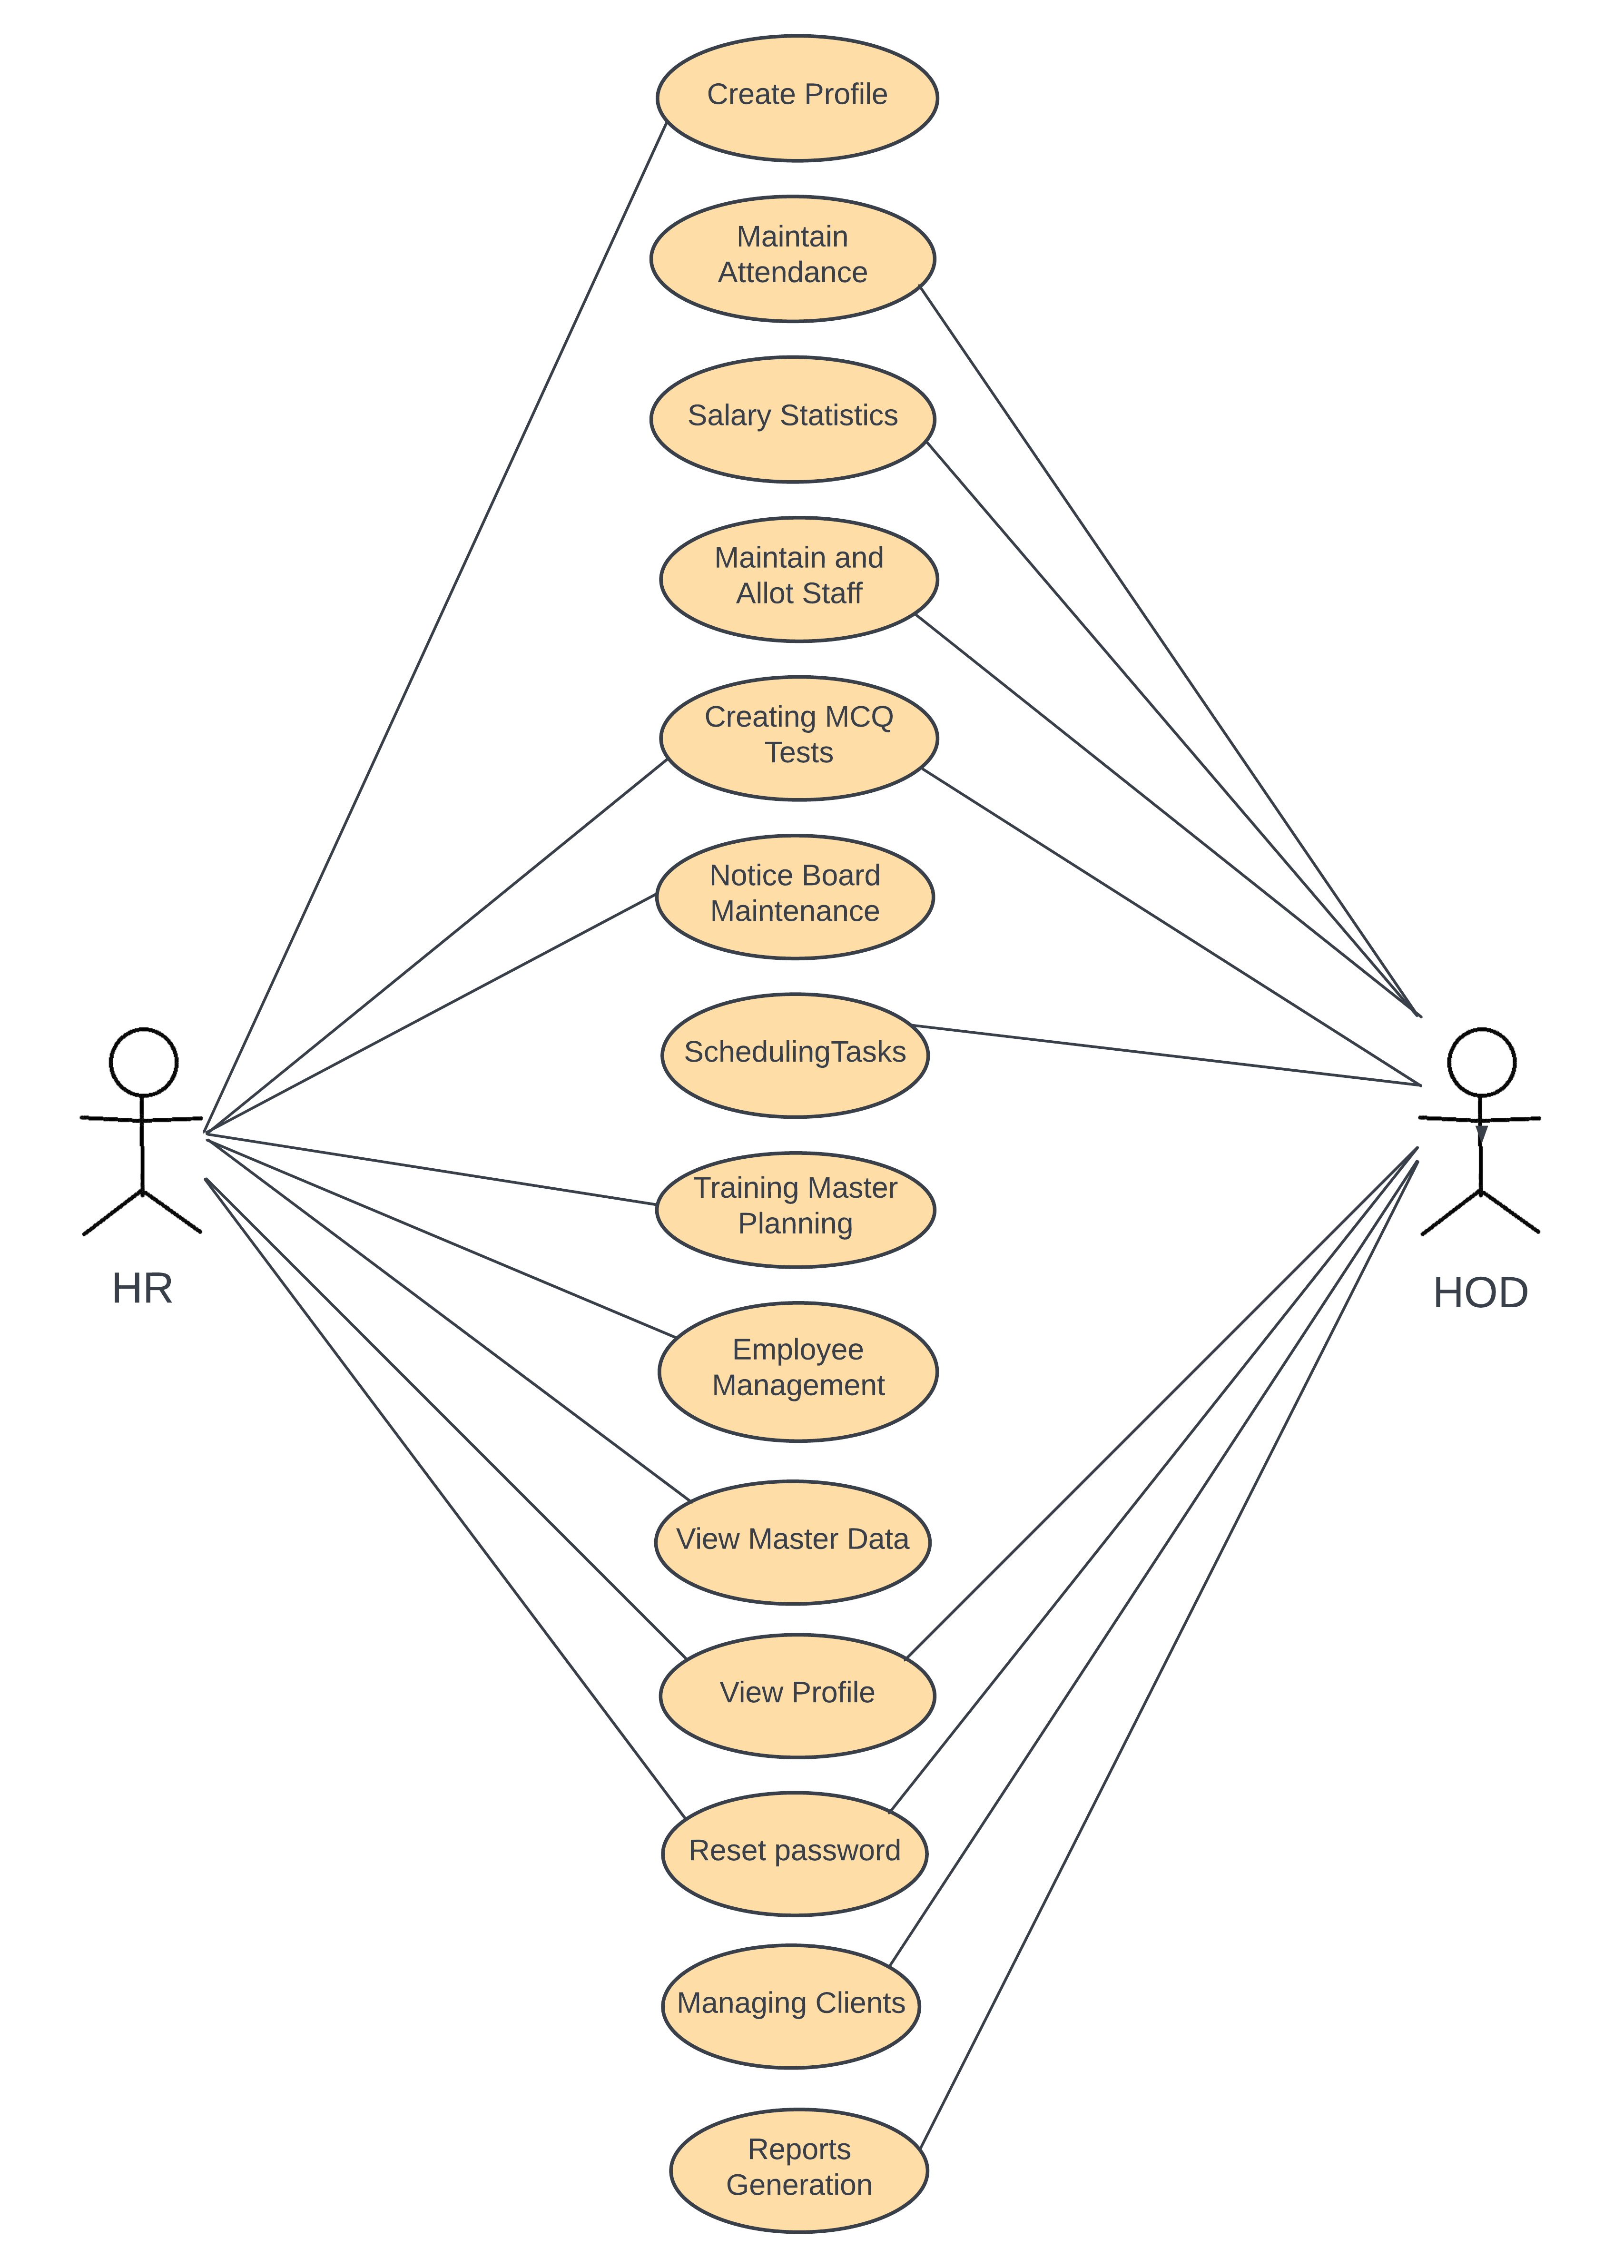 Create Profile
Maintain
Attendance
Salary Statistics
Maintain and
Allot Staff
Creating MCQ
Tests
Notice Board
Maintenance
SchedulingTasks
Training Master
Planning
HR
HOD
Employee
Management
View Master Data
View Profile
Reset password
Managing Clients
Reports
Generation